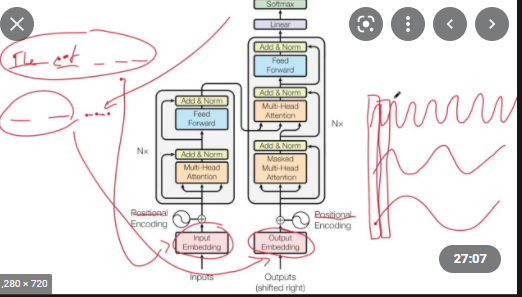 Softmax
Linear
Add & Norm
Feed
Forward
Add & Norm
Multi-Head
Attention
Add & Norm
Masked
Multi-Head
Attention
Nx
Add & Norm
Feed
Forward
Nx
Add & Norm
Multi-Head
Attention
Positional
Encoding
Positional
Encoding
Input
Embedding
Output
Embedding
Inputs
Outputs
(shifted right)
The cat
27:07
,280 × 720